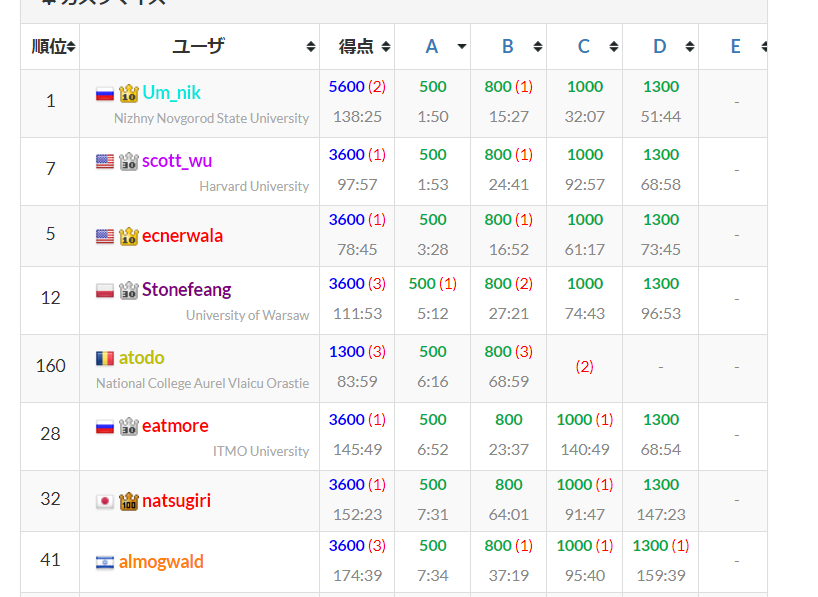 カスタマイズ
順位 ユーザ 得点 A B C D E
1 10 Um_nik 5600 (2) 500 800 (1) 1000 1300 -
Nizhny Novgorod State University 138:25 1:50 15:27 32:07 51:44
7 30 scott_wu 3600 (1) 500 800 (1) 1000 1300 -
Harvard University 97:57 1:53 24:41 92:57 68:58
5 10 ecnerwala 3600 (1) 500 800 (1) 1000 1300 -
78:45 3:28 16:52 61:17 73:45
12 30 Stonefeang 3600 (3) 500 (1) 800 (2) 1000 1300 -
University of Warsaw 111:53 5:12 27:21 74:43 96:53
160 atodo 1300 (3) 500 800 (3) (2) - -
National College Aurel Vlaicu Orastie 83:59 6:16 68:59
28 30 eatmore 3600 (1) 500 800 1000 (1) 1300 -
ITMO University 145:49 6:52 23:37 140:49 68:54
32 100 natsugiri 3600 (1) 500 800 1000 (1) 1300 -
152:23 7:31 64:01 91:47 147:23
41 almogwald 3600 (3) 500 800 (1) 1000 (1) 1300 (1) -
174:39 7:34 37:19 95:40 159:39